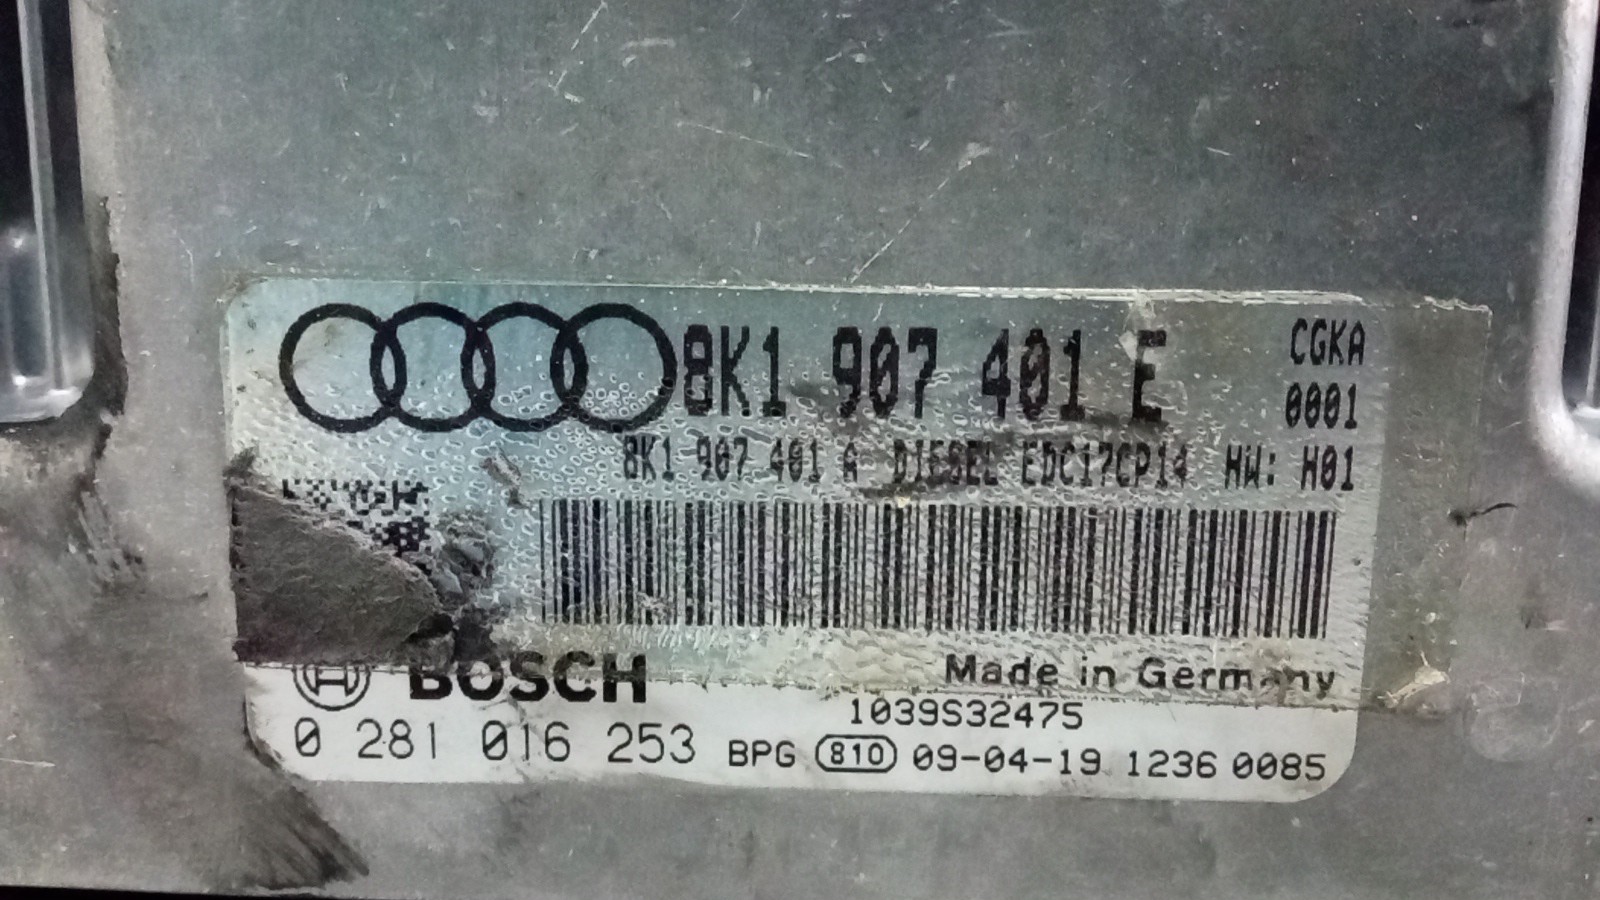 8K1 907 401 E CGKA
0001
8K1 907 401 A DIESEL EDC17CP14 HW: H01
BOSCH Made in Germany
1039S32475
0 281 016 253 BPG 810 09-04-19 1236 0085